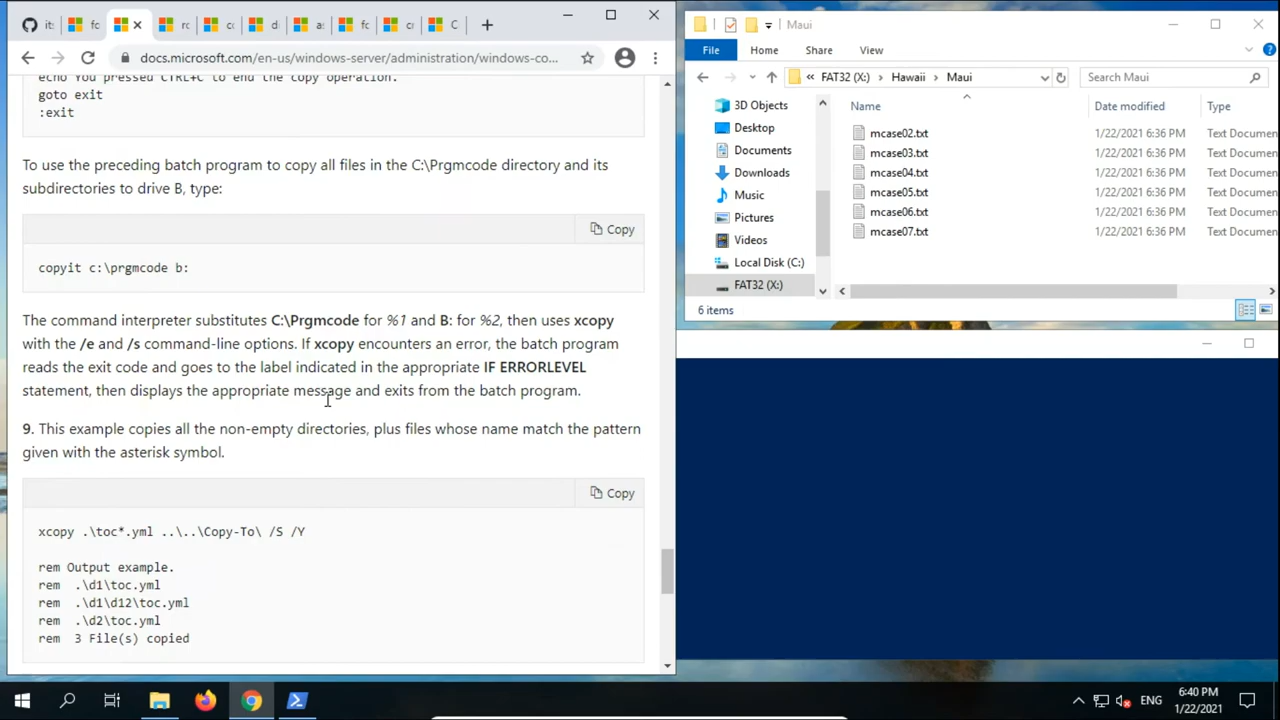 its
fc
rc
cc
di
as
fc
cr
C
docs.microsoft.com/en-us/windows-server/administration/windows-co...
echo You pressed CTRL+C to end the copy operation.
goto exit
:exit
To use the preceding batch program to copy all files in the C:\Prgmcode directory and its
subdirectories to drive B, type:
Copy
copyit c:\prgmcode b:
The command interpreter substitutes C:\Prgmcode for %1 and B: for %2, then uses xcopy
with the /e and /s command-line options. If xcopy encounters an error, the batch program
reads the exit code and goes to the label indicated in the appropriate IF ERRORLEVEL
statement, then displays the appropriate message and exits from the batch program.
9. This example copies all the non-empty directories, plus files whose name match the pattern
given with the asterisk symbol.
Copy
xcopy .\toc*.yml ..\..\Copy-To\ /S /Y
rem Output example.
rem .\d1\toc.yml
rem .\d1\d12\toc.yml
rem .\d2\toc.yml
rem 3 File(s) copied
Maui
File Home Share View
« FAT32 (X:) Hawaii Maui
Search Maui
Name Date modified Type
3D Objects
Desktop
Documents
Downloads
Music
Pictures
Videos
Local Disk (C:)
FAT32 (X:)
mcase02.txt 1/22/2021 6:36 PM Text Documen
mcase03.txt 1/22/2021 6:36 PM Text Documen
mcase04.txt 1/22/2021 6:36 PM Text Documen
mcase05.txt 1/22/2021 6:36 PM Text Documen
mcase06.txt 1/22/2021 6:36 PM Text Documen
mcase07.txt 1/22/2021 6:36 PM Text Documen
6 items
ENG
6:40 PM
1/22/2021